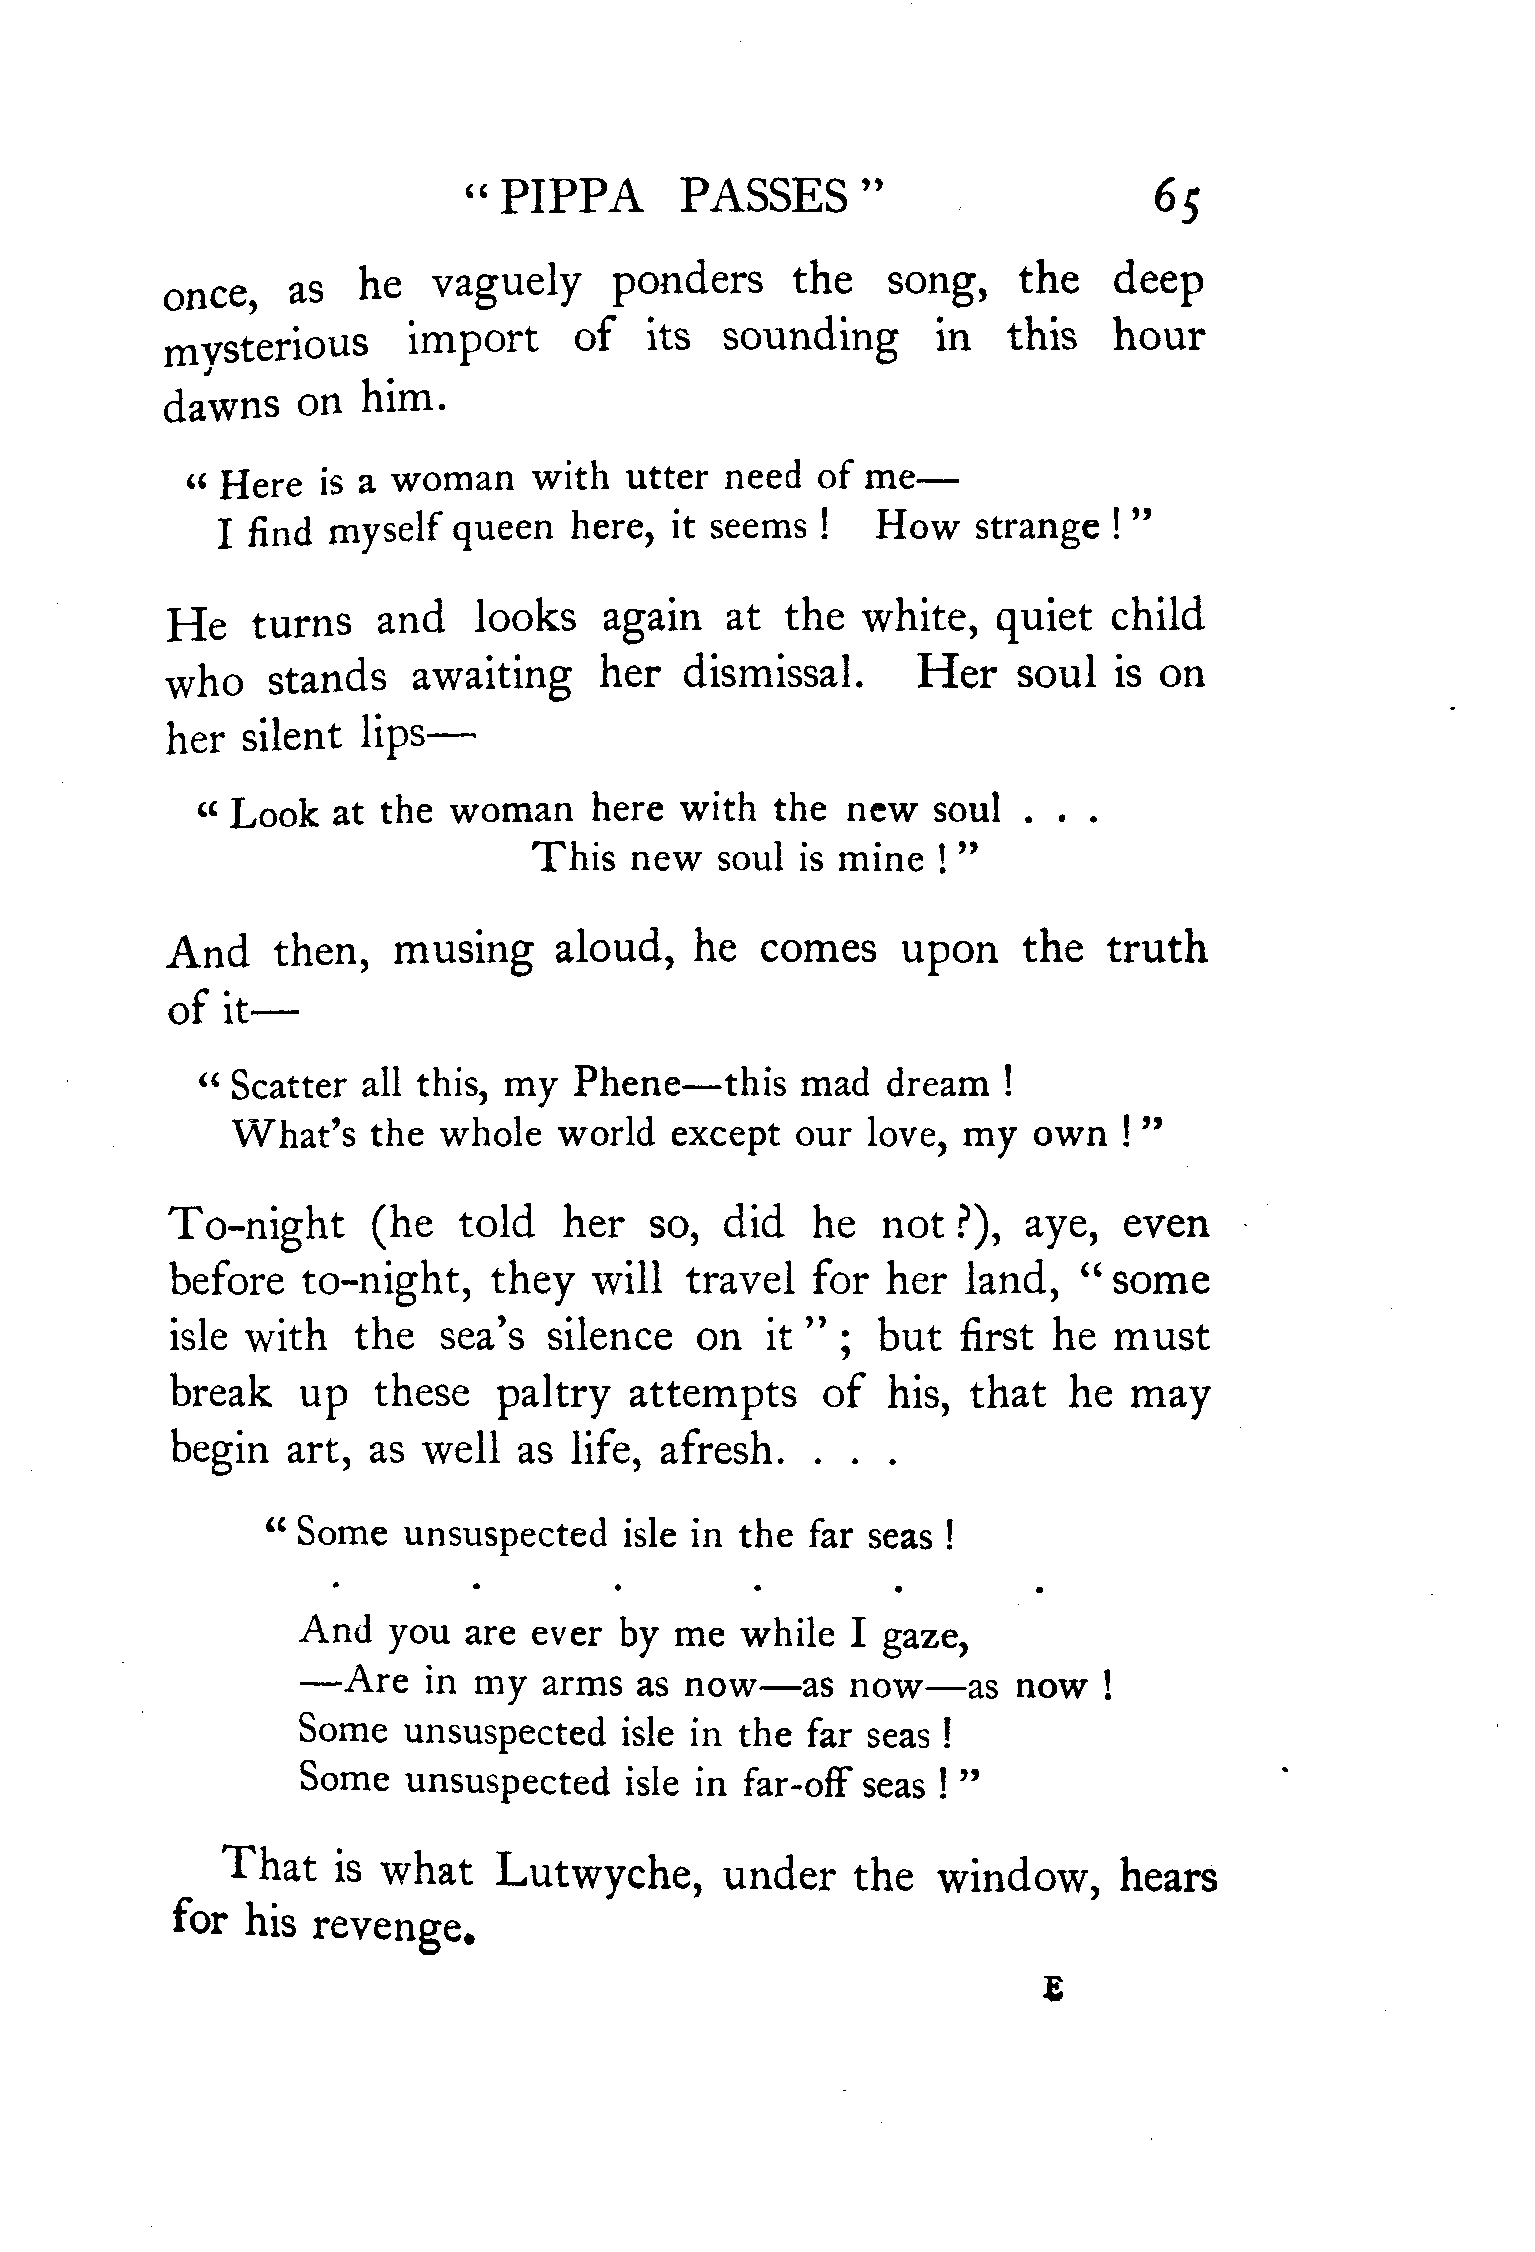 “ PIPPA PASSES ” 65
once, as he vaguely ponders the song, the deep
mysterious import of its sounding in this hour
dawns on him.
“ Here is a woman with utter need of me—
I find myself queen here, it seems ! How strange ! ”
He turns and looks again at the white, quiet child
who stands awaiting her dismissal. Her soul is on
her silent lips—
“ Look at the woman here with the new soul . . .
This new soul is mine ! ”
And then, musing aloud, he comes upon the truth
of it—
“ Scatter all this, my Phene—this mad dream !
What’s the whole world except our love, my own ! ”
To-night (he told her so, did he not ?), aye, even
before to-night, they will travel for her land, “ some
isle with the sea’s silence on it ” ; but first he must
break up these paltry attempts of his, that he may
begin art, as well as life, afresh. . . .
“ Some unsuspected isle in the far seas !
. . . . . .
And you are ever by me while I gaze,
—Are in my arms as now—as now—as now !
Some unsuspected isle in the far seas !
Some unsuspected isle in far-off seas ! ”
That is what Lutwyche, under the window, hears
for his revenge.
E